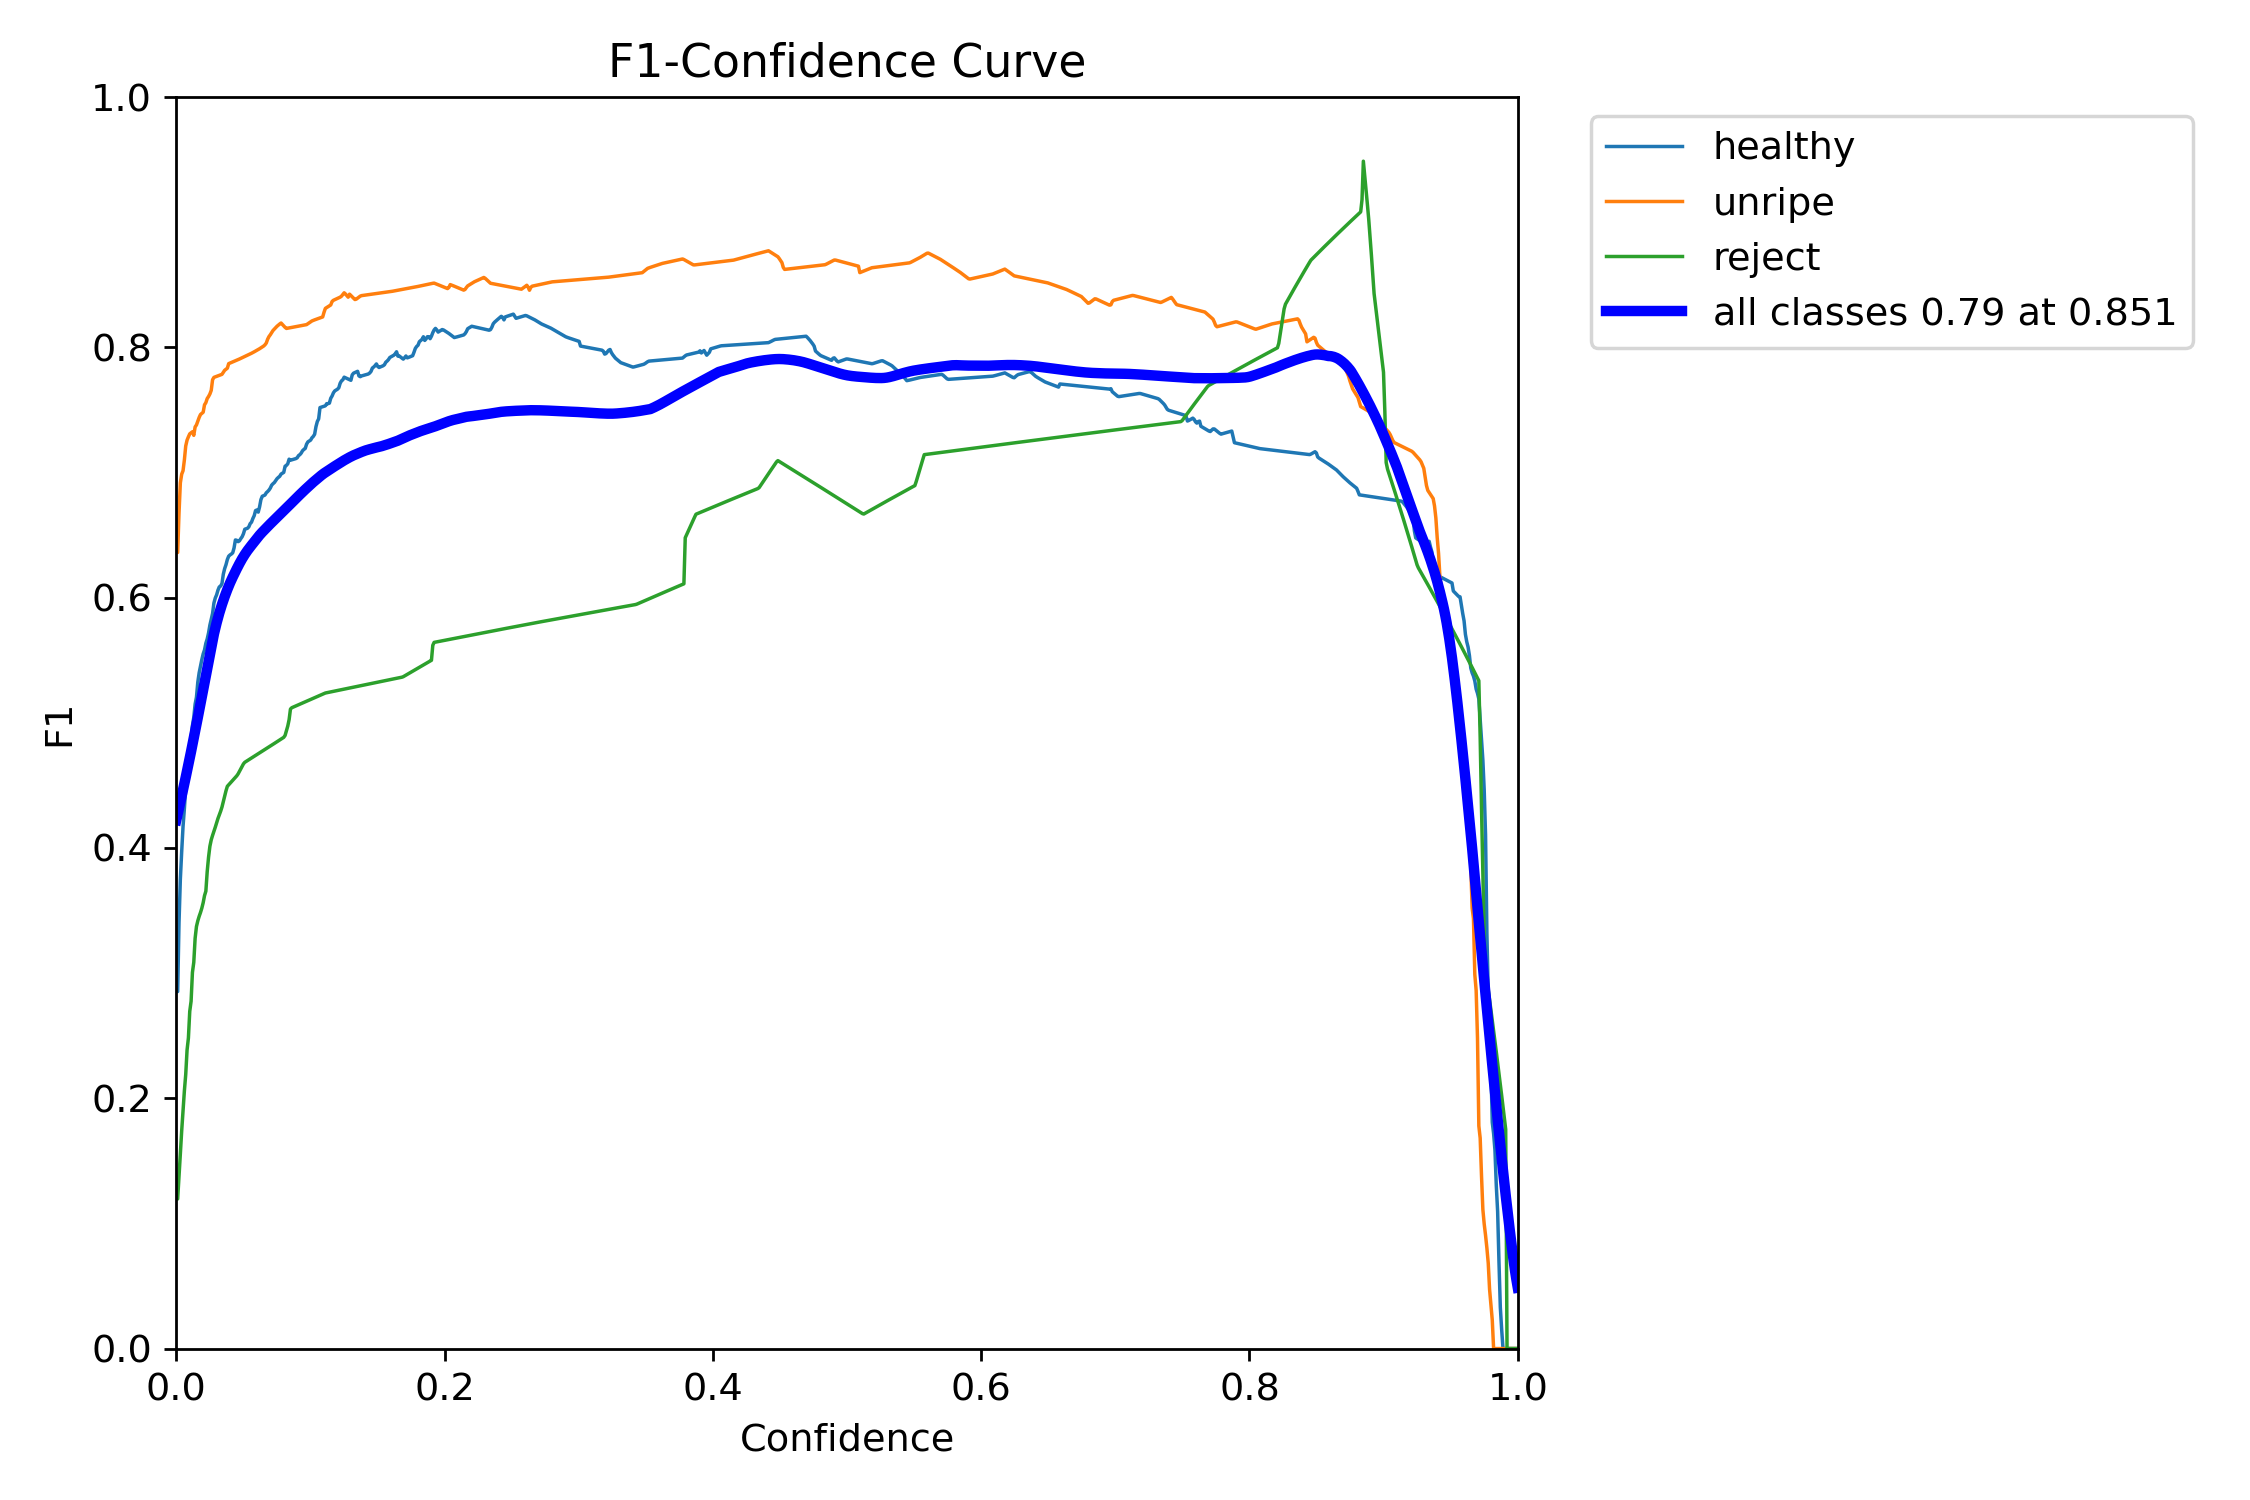 F1-Confidence Curve
healthy
unripe
reject
all classes 0.79 at 0.851
1.0
0.8
0.6
0.4
0.2
0.0
F1
0.0 0.2 0.4 0.6 0.8 1.0
Confidence